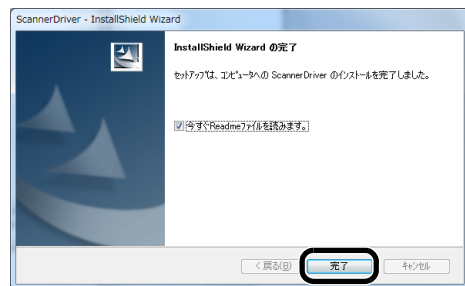 ScannerDriver - InstallShield Wizard
InstallShield Wizard の完了
セットアップは、コンピュータへの ScannerDriver のインストールを完了しました。
今すぐReadmeファイルを読みます。
< 戻る(B)
完了
キャンセル